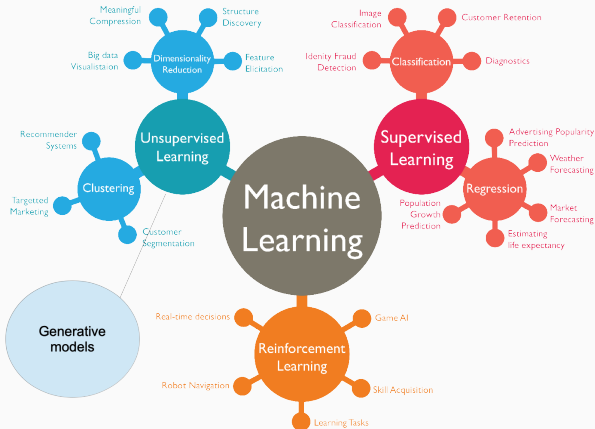 Meaningful
Compression
Structure
Discovery
Big data
Visualistaion
Dimensionality
Reduction
Feature
Elicitation
Unsupervised
Learning
Recommender
Systems
Clustering
Targetted
Marketing
Customer
Segmentation
Image
Classification
Customer Retention
Idenity Fraud
Detection
Classification
Diagnostics
Supervised
Learning
Advertising Popularity
Prediction
Weather
Forecasting
Regression
Population
Growth
Prediction
Market
Forecasting
Estimating
life expectancy
Machine
Learning
Generative
models
Real-time decisions
Game AI
Reinforcement
Learning
Robot Navigation
Skill Acquisition
Learning Tasks